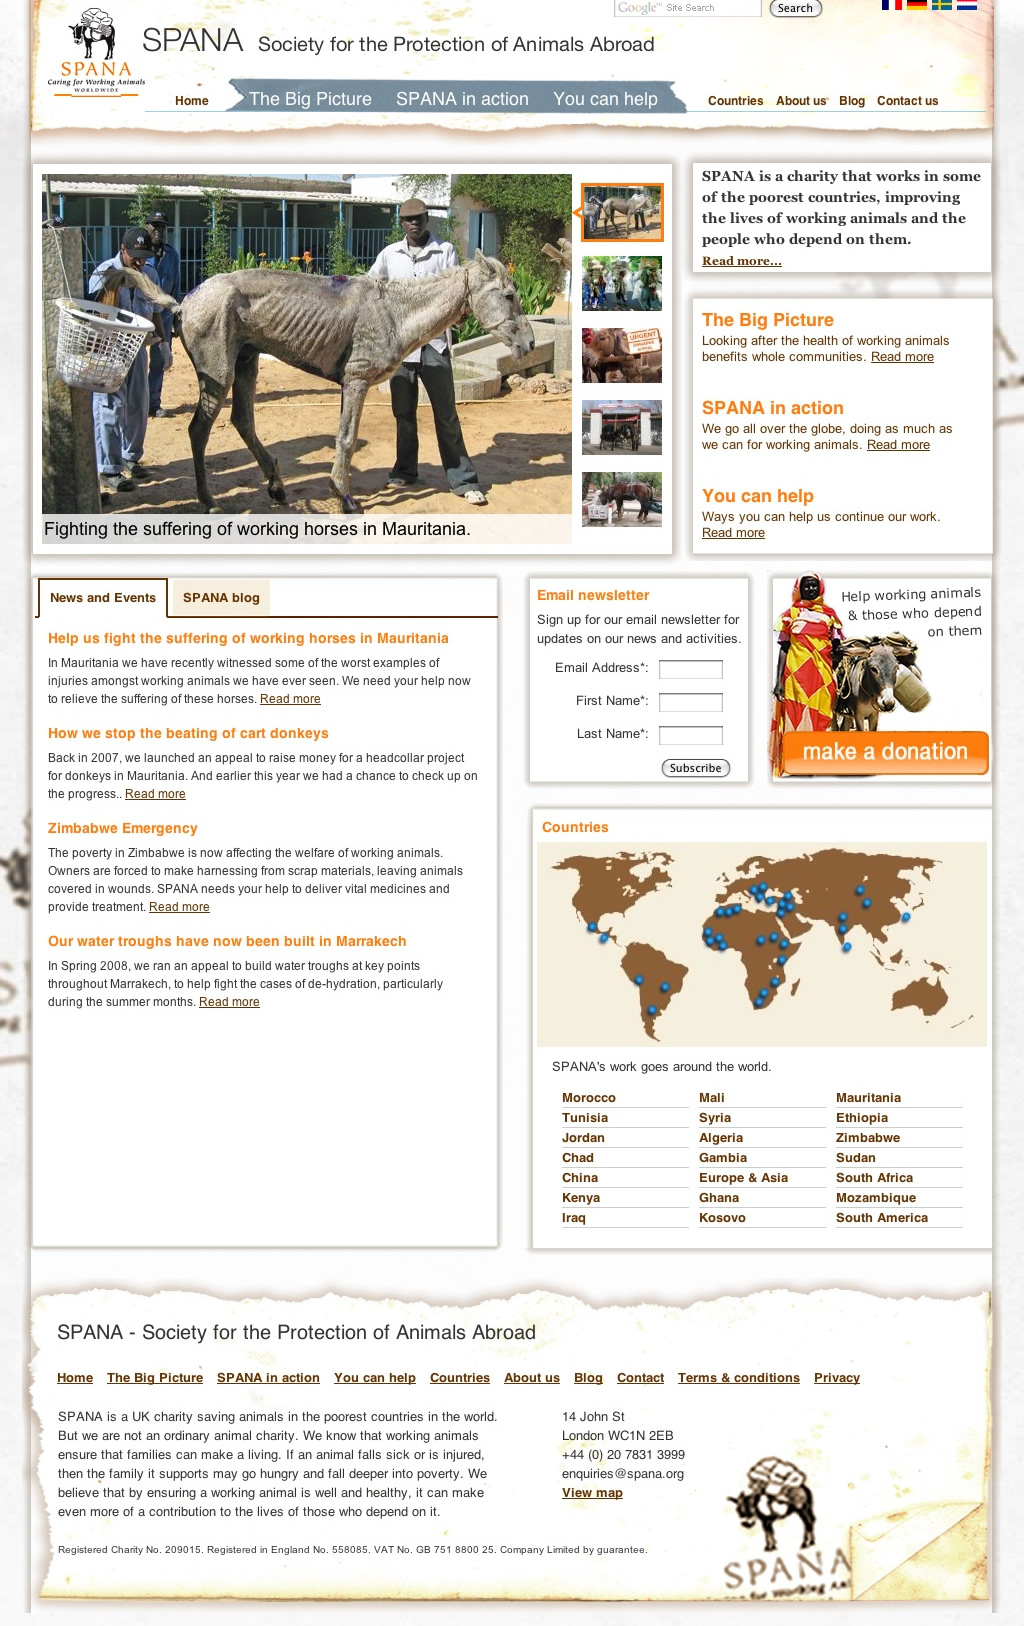 Google™ Site Search
Search
SPANA Society for the Protection of Animals Abroad
SPANA
Caring for Working Animals
WORLDWIDE
Home
The Big Picture
SPANA in action
You can help
Countries
About us
Blog
Contact us
Fighting the suffering of working horses in Mauritania.
URGENT
SPANA is a charity that works in some
of the poorest countries, improving
the lives of working animals and the
people who depend on them.
Read more...
The Big Picture
Looking after the health of working animals
benefits whole communities. Read more
SPANA in action
We go all over the globe, doing as much as
we can for working animals. Read more
You can help
Ways you can help us continue our work.
Read more
News and Events
SPANA blog
Help us fight the suffering of working horses in Mauritania
In Mauritania we have recently witnessed some of the worst examples of
injuries amongst working animals we have ever seen. We need your help now
to relieve the suffering of these horses. Read more
How we stop the beating of cart donkeys
Back in 2007, we launched an appeal to raise money for a headcollar project
for donkeys in Mauritania. And earlier this year we had a chance to check up on
the progress.. Read more
Zimbabwe Emergency
The poverty in Zimbabwe is now affecting the welfare of working animals.
Owners are forced to make harnessing from scrap materials, leaving animals
covered in wounds. SPANA needs your help to deliver vital medicines and
provide treatment. Read more
Our water troughs have now been built in Marrakech
In Spring 2008, we ran an appeal to build water troughs at key points
throughout Marrakech, to help fight the cases of de-hydration, particularly
during the summer months. Read more
Email newsletter
Sign up for our email newsletter for
updates on our news and activities.
Email Address*:
First Name*:
Last Name*:
Subscribe
Help working animals
& those who depend
on them
make a donation
Countries
SPANA's work goes around the world.
Morocco Mali Mauritania
Tunisia Syria Ethiopia
Jordan Algeria Zimbabwe
Chad Gambia Sudan
China Europe & Asia South Africa
Kenya Ghana Mozambique
Iraq Kosovo South America
SPANA - Society for the Protection of Animals Abroad
Home The Big Picture SPANA in action You can help Countries About us Blog Contact Terms & conditions Privacy
SPANA is a UK charity saving animals in the poorest countries in the world.
But we are not an ordinary animal charity. We know that working animals
ensure that families can make a living. If an animal falls sick or is injured,
then the family it supports may go hungry and fall deeper into poverty. We
believe that by ensuring a working animal is well and healthy, it can make
even more of a contribution to the lives of those who depend on it.
14 John St
London WC1N 2EB
+44 (0) 20 7831 3999
enquiries@spana.org
View map
Registered Charity No. 209015. Registered in England No. 558085. VAT No. GB 751 8800 25. Company Limited by guarantee.
SPANA
for Working An